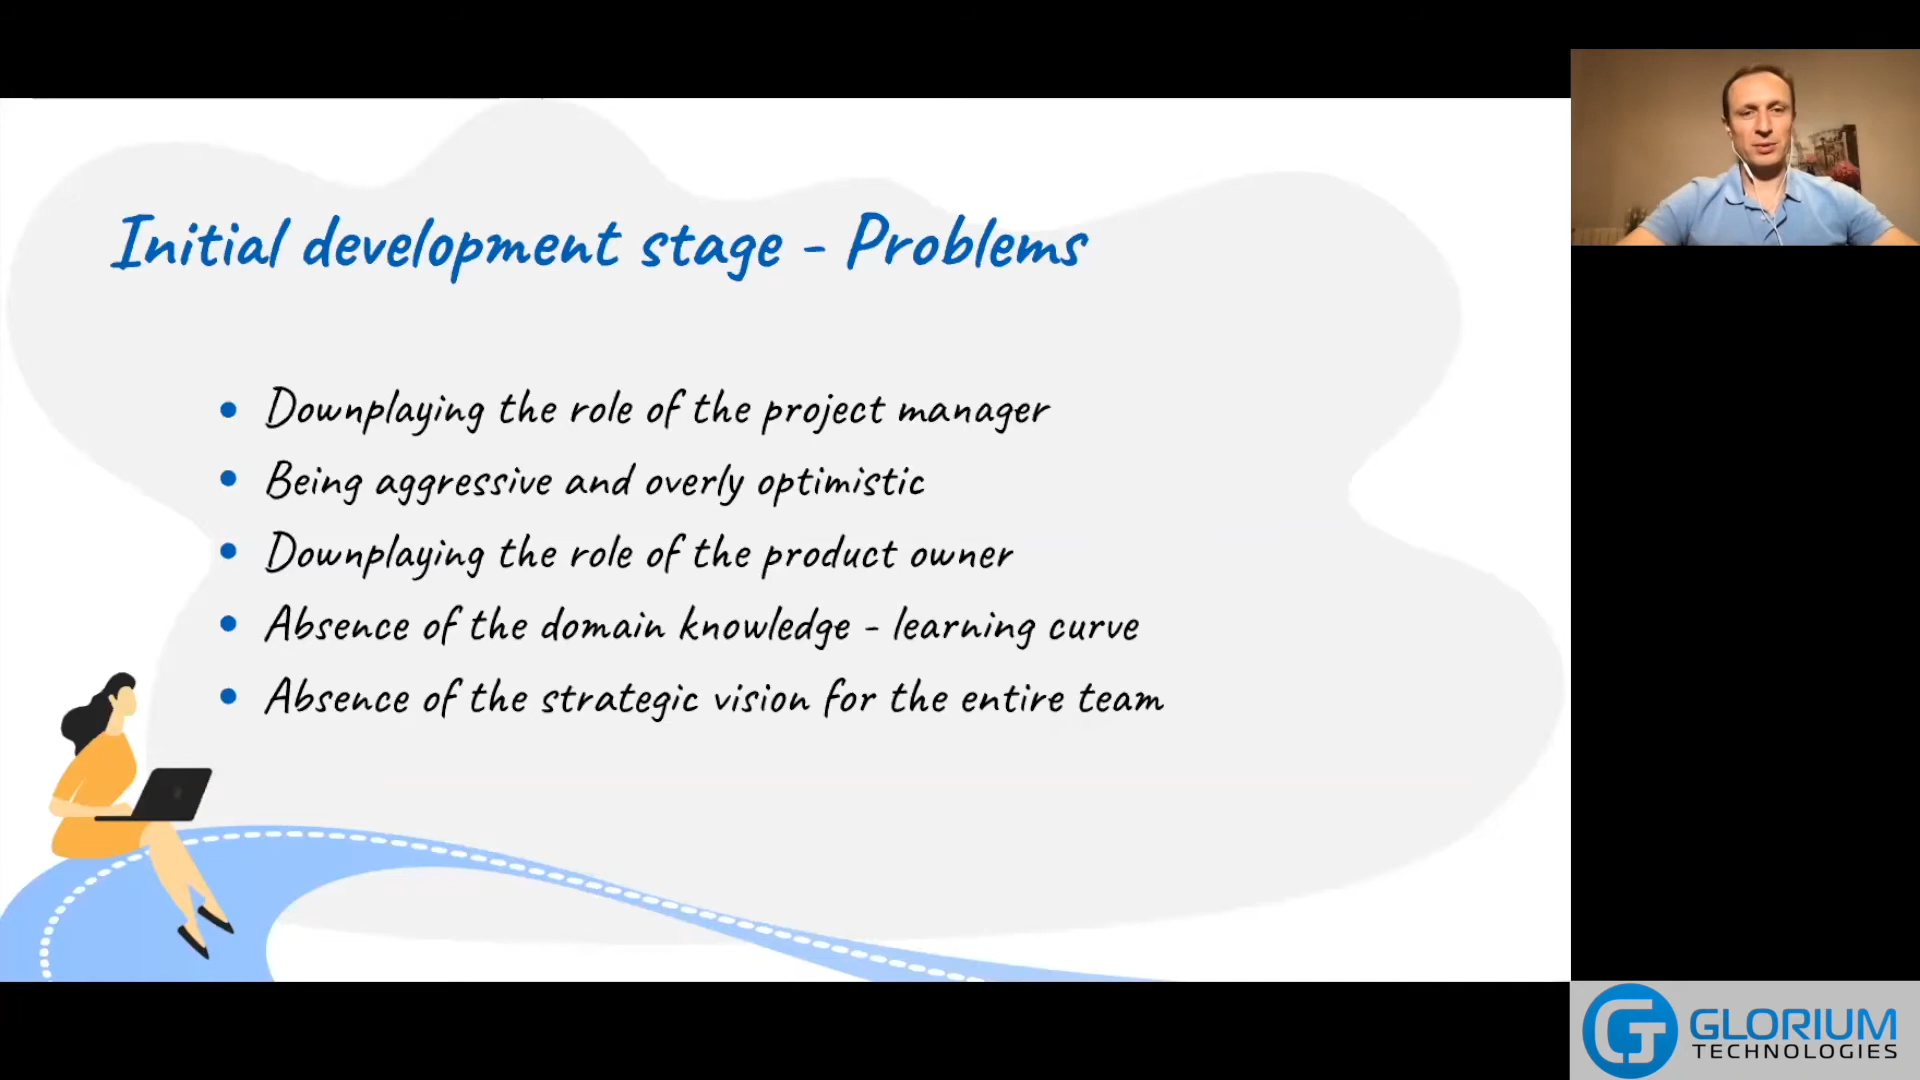 Initial development stage - Problems
Downplaying the role of the project manager
Being aggressive and overly optimistic
Downplaying the role of the product owner
Absence of the domain knowledge - learning curve
Absence of the strategic vision for the entire team
GLORIUM
TECHNOLOGIES